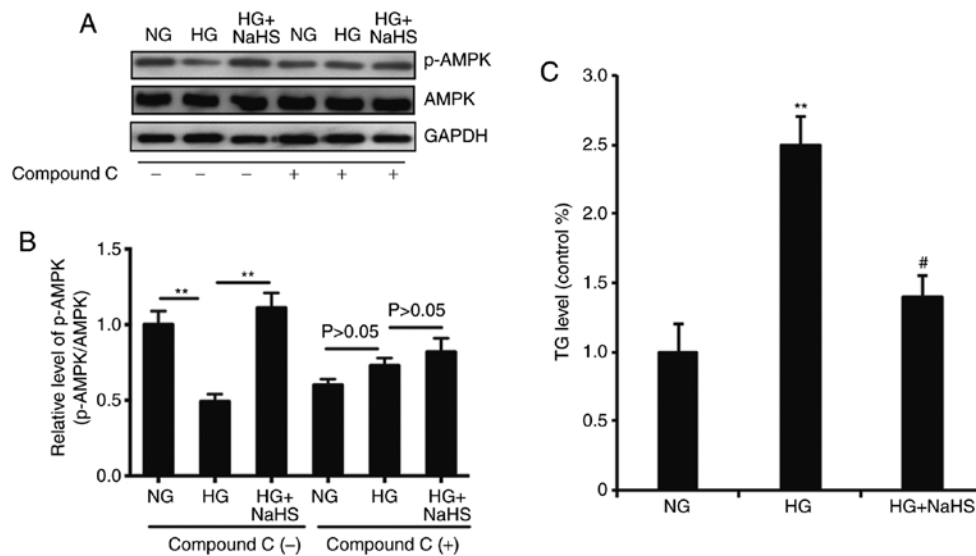 A
NG HG HG+ NaHS NG HG HG+ NaHS
p-AMPK
AMPK
GAPDH
Compound C – – – + + +
B
Relative level of p-AMPK
(p-AMPK/AMPK)
1.5
1.0
0.5
0.0
**
**
P>0.05
P>0.05
NG HG HG+ NaHS NG HG HG+ NaHS
Compound C (–) Compound C (+)
C
TG level (control %)
3.0
2.5
2.0
1.5
1.0
0.5
0
**
#
NG HG HG+NaHS